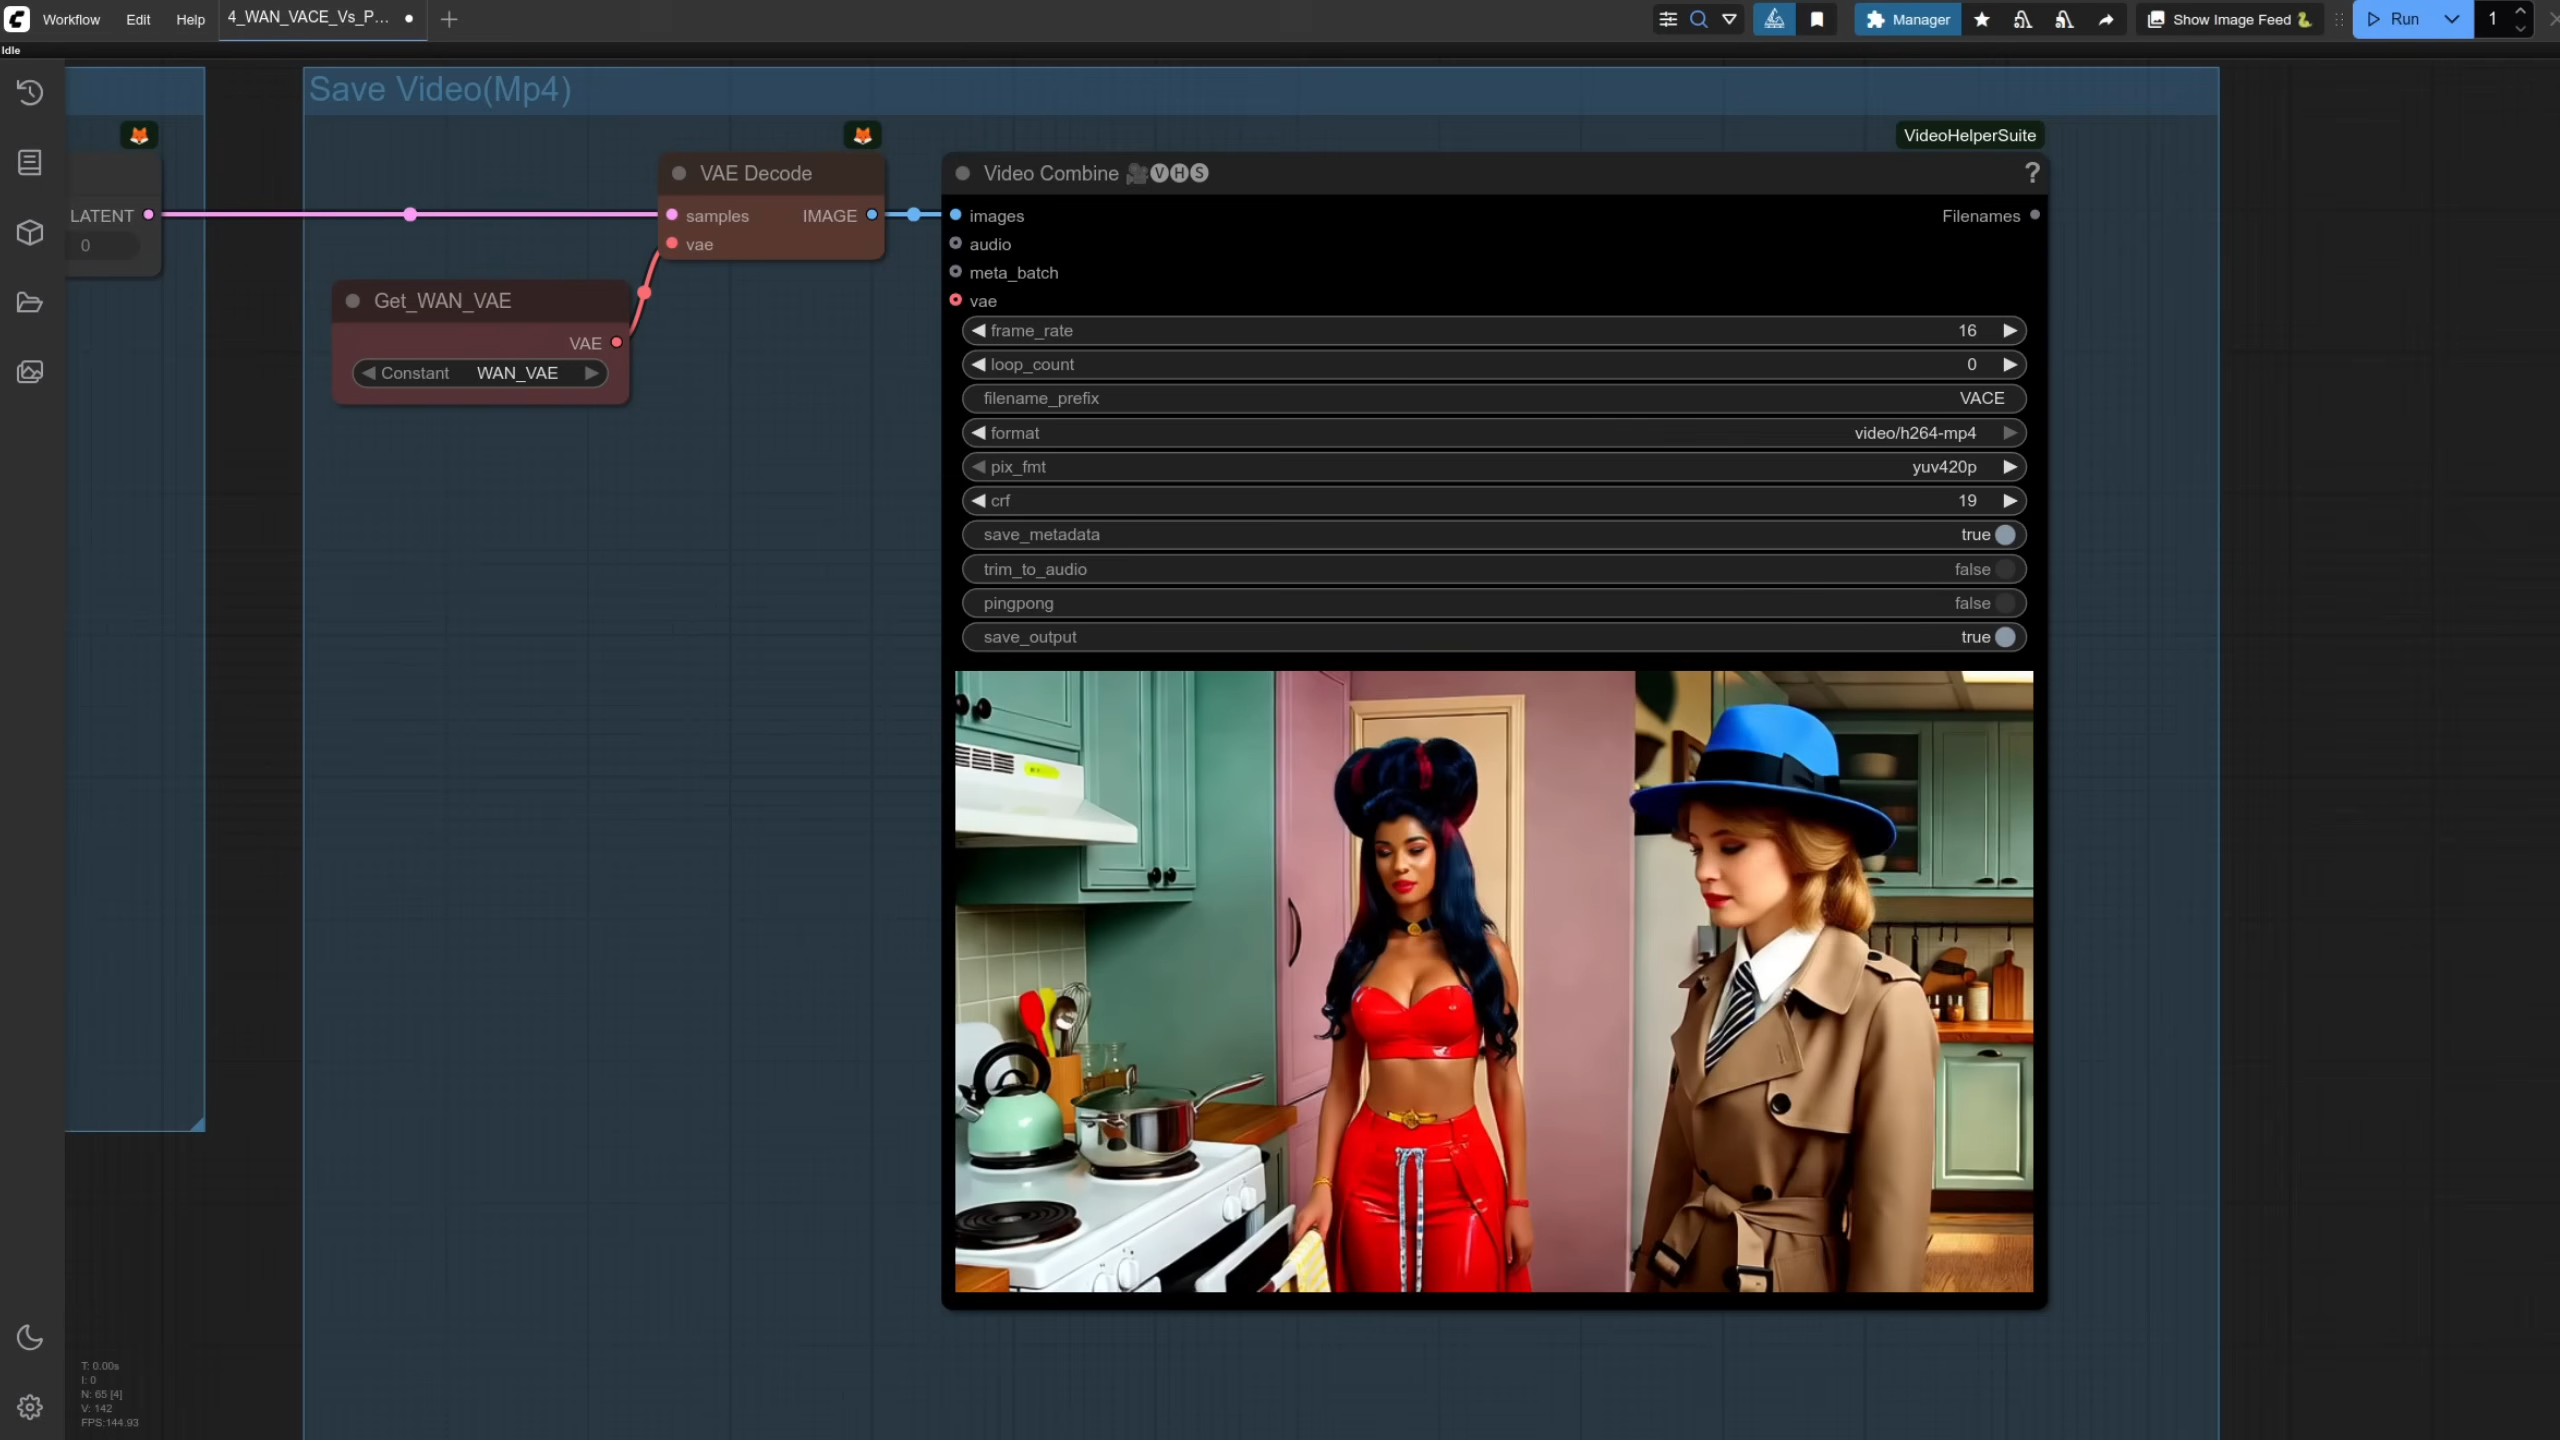 Workflow Edit Help 4_WAN_VACE_Vs_P... Manager Show Image Feed Run 1
Idle
Save Video(Mp4)
VideoHelperSuite
VAE Decode
Video Combine VHS ?
LATENT
samples IMAGE
images Filenames
0
vae
audio
meta_batch
Get_WAN_VAE
vae
frame_rate 16
VAE
loop_count 0
Constant WAN_VAE
filename_prefix VACE
format video/h264-mp4
pix_fmt yuv420p
crf 19
save_metadata true
trim_to_audio false
pingpong false
save_output true
T: 0.00s
I: 0
N: 65 [4]
V: 142
FPS:144.93